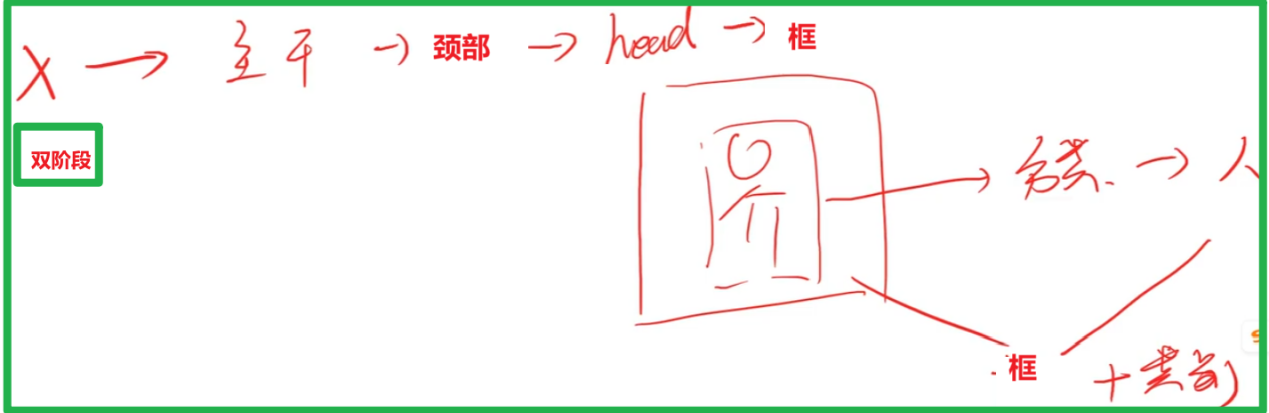 X → 主干 → 颈部 → head → 框
双阶段
分类. → 人
框 + 类别